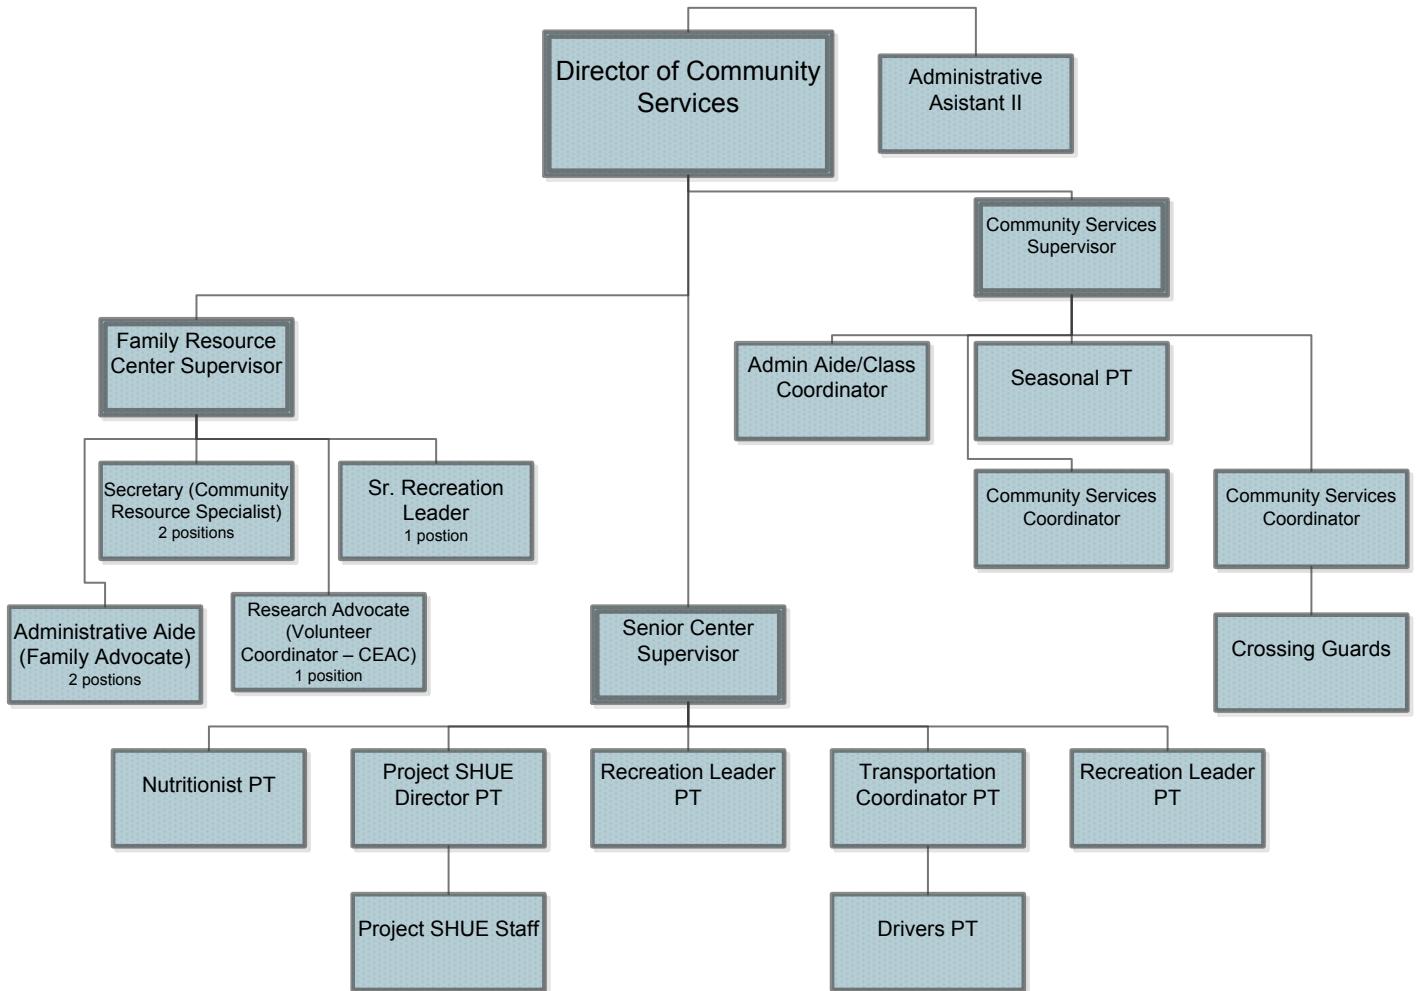 Director of Community
Services
Administrative
Asistant II
Community Services
Supervisor
Family Resource
Center Supervisor
Admin Aide/Class
Coordinator
Seasonal PT
Secretary (Community
Resource Specialist)
2 positions
Sr. Recreation
Leader
1 postion
Community Services
Coordinator
Community Services
Coordinator
Administrative Aide
(Family Advocate)
2 postions
Research Advocate
(Volunteer
Coordinator – CEAC)
1 position
Senior Center
Supervisor
Crossing Guards
Nutritionist PT
Project SHUE
Director PT
Recreation Leader
PT
Transportation
Coordinator PT
Recreation Leader
PT
Project SHUE Staff
Drivers PT